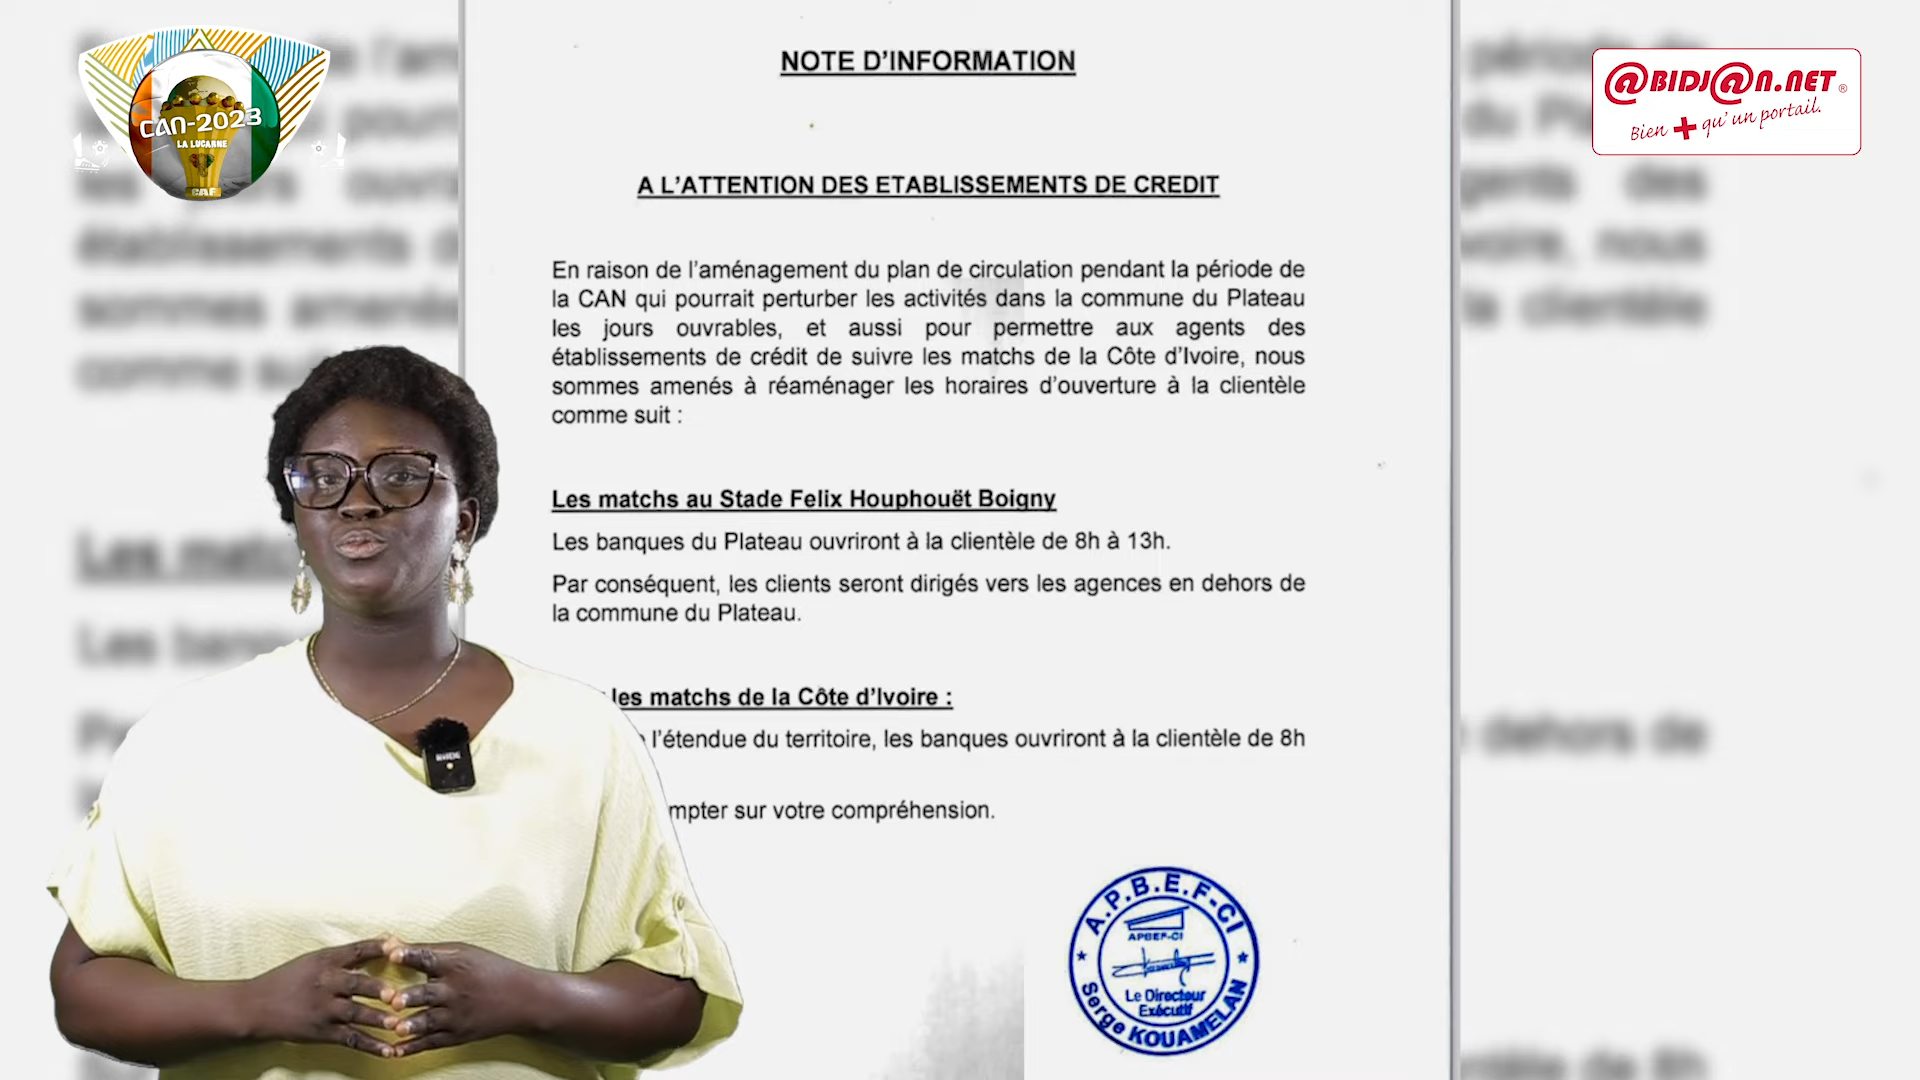 CAN-2023
LA LUCARNE
CAF
@BIDJ@N.NET
Bien + qu'un portail.
NOTE D'INFORMATION
A L'ATTENTION DES ETABLISSEMENTS DE CREDIT
En raison de l'aménagement du plan de circulation pendant la période de
la CAN qui pourrait perturber les activités dans la commune du Plateau
les jours ouvrables, et aussi pour permettre aux agents des
établissements de crédit de suivre les matchs de la Côte d'Ivoire, nous
sommes amenés à réaménager les horaires d'ouverture à la clientèle
comme suit :
Les matchs au Stade Felix Houphouët Boigny
Les banques du Plateau ouvriront à la clientèle de 8h à 13h.
Par conséquent, les clients seront dirigés vers les agences en dehors de
la commune du Plateau.
les matchs de la Côte d'Ivoire :
l'étendue du territoire, les banques ouvriront à la clientèle de 8h
mpter sur votre compréhension.
A.P.B.E.F-CI
APBEF-CI
Le Directeur
Exécutif
Serge KOUAMELAN